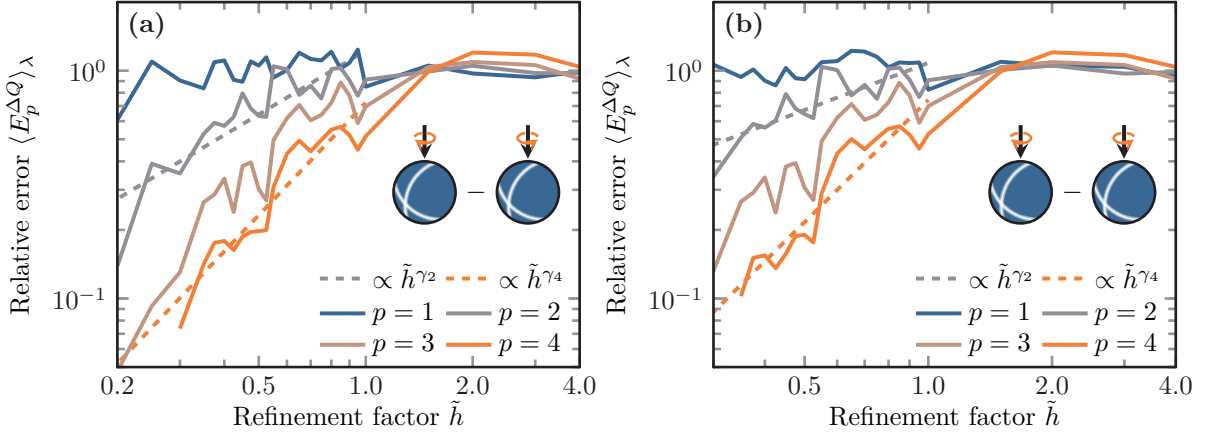 (a)
Relative error ⟨E_p^{ΔQ}⟩_λ
10^0
10^{-1}
−
∝ h̃^{γ_2}
∝ h̃^{γ_4}
p = 1
p = 2
p = 3
p = 4
0.2 0.5 1.0 2.0 4.0
Refinement factor h̃
(b)
Relative error ⟨E_p^{ΔQ}⟩_λ
10^0
10^{-1}
−
∝ h̃^{γ_2}
∝ h̃^{γ_4}
p = 1
p = 2
p = 3
p = 4
0.5 1.0 2.0 4.0
Refinement factor h̃